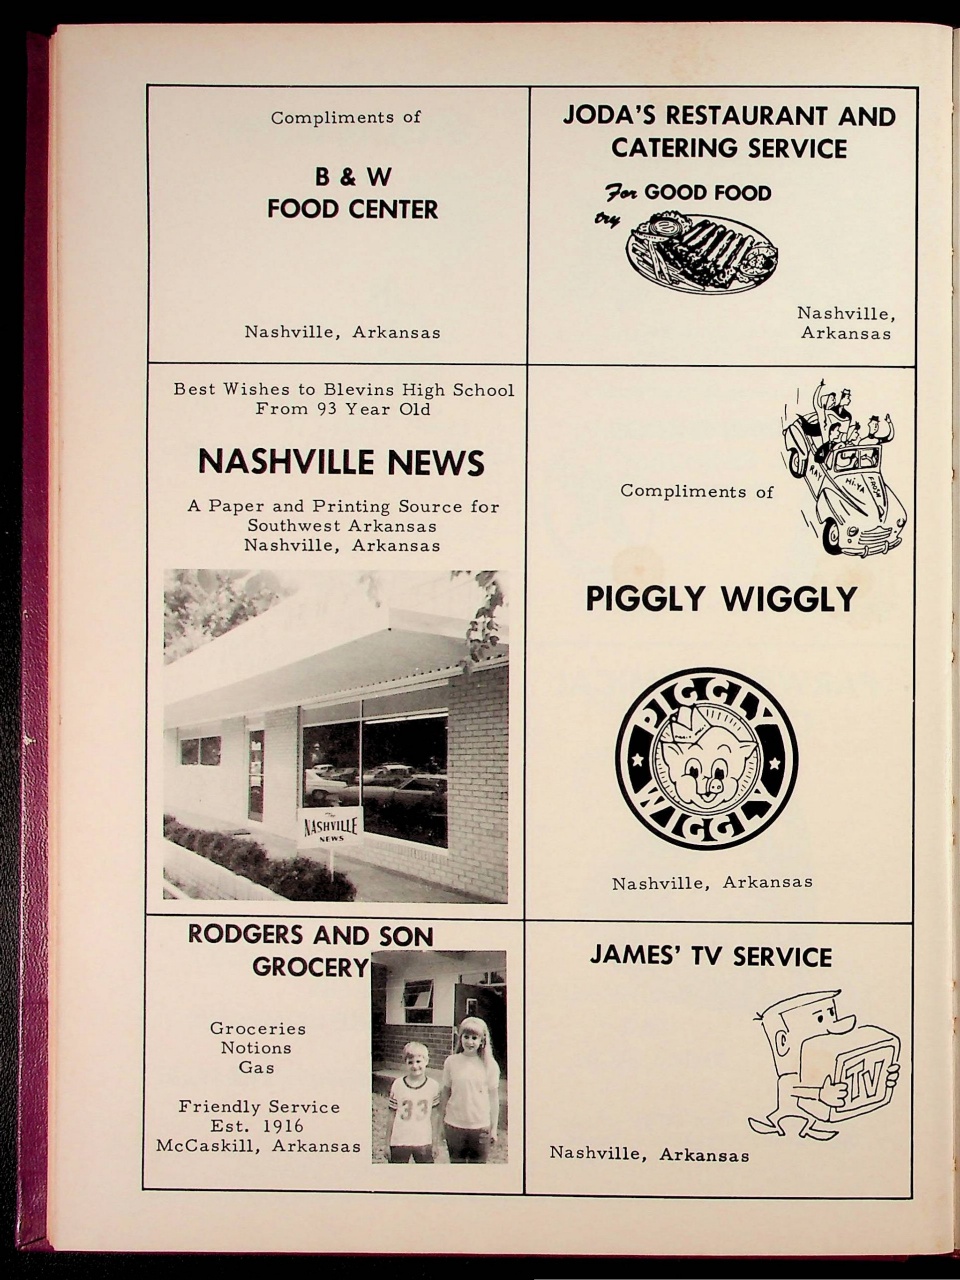 Compliments of
B & W
FOOD CENTER
Nashville, Arkansas
JODA'S RESTAURANT AND
CATERING SERVICE
For GOOD FOOD
try
Nashville,
Arkansas
Best Wishes to Blevins High School
From 93 Year Old
NASHVILLE NEWS
A Paper and Printing Source for
Southwest Arkansas
Nashville, Arkansas
The
NASHVILLE
NEWS
Compliments of
RAY
HI-YA
FROSH
PIGGLY WIGGLY
PIGGLY
WIGGLY
Nashville, Arkansas
RODGERS AND SON
GROCERY
Groceries
Notions
Gas
Friendly Service
Est. 1916
McCaskill, Arkansas
33
JAMES' TV SERVICE
TV
Nashville, Arkansas